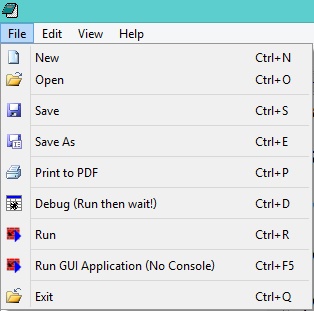 File Edit View Help
New Ctrl+N
Open Ctrl+O
Save Ctrl+S
Save As Ctrl+E
Print to PDF Ctrl+P
Debug (Run then wait!) Ctrl+D
Run Ctrl+R
Run GUI Application (No Console) Ctrl+F5
Exit Ctrl+Q